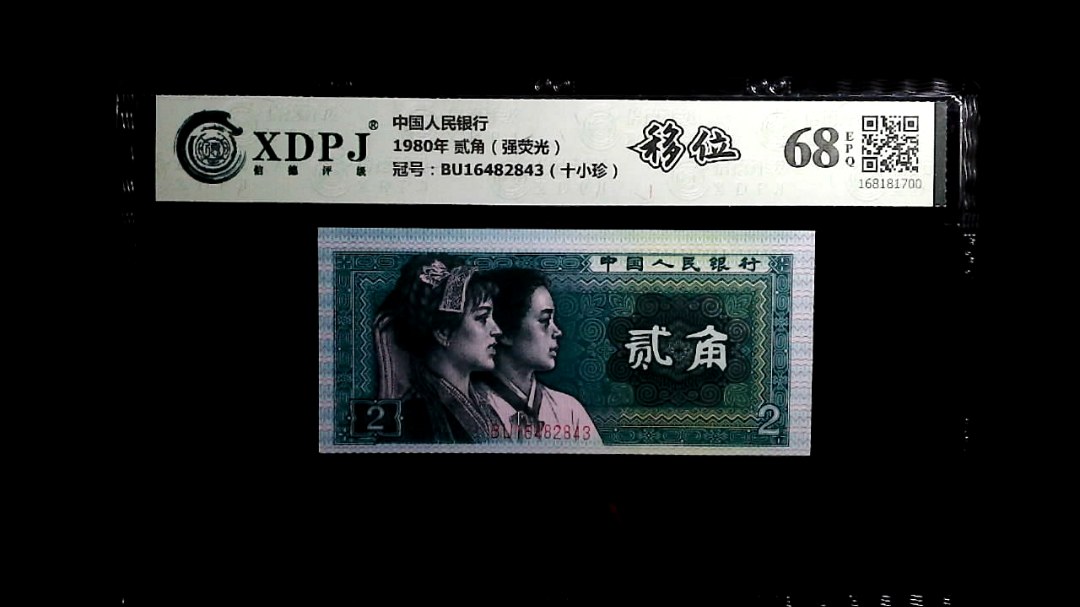 XDPJ®
信德评级
中国人民银行
1980年 贰角（强荧光）
冠号：BU16482843（十小珍）
移位
68
EPQ
168181700
中国人民银行
贰角
2
2
BU16482843